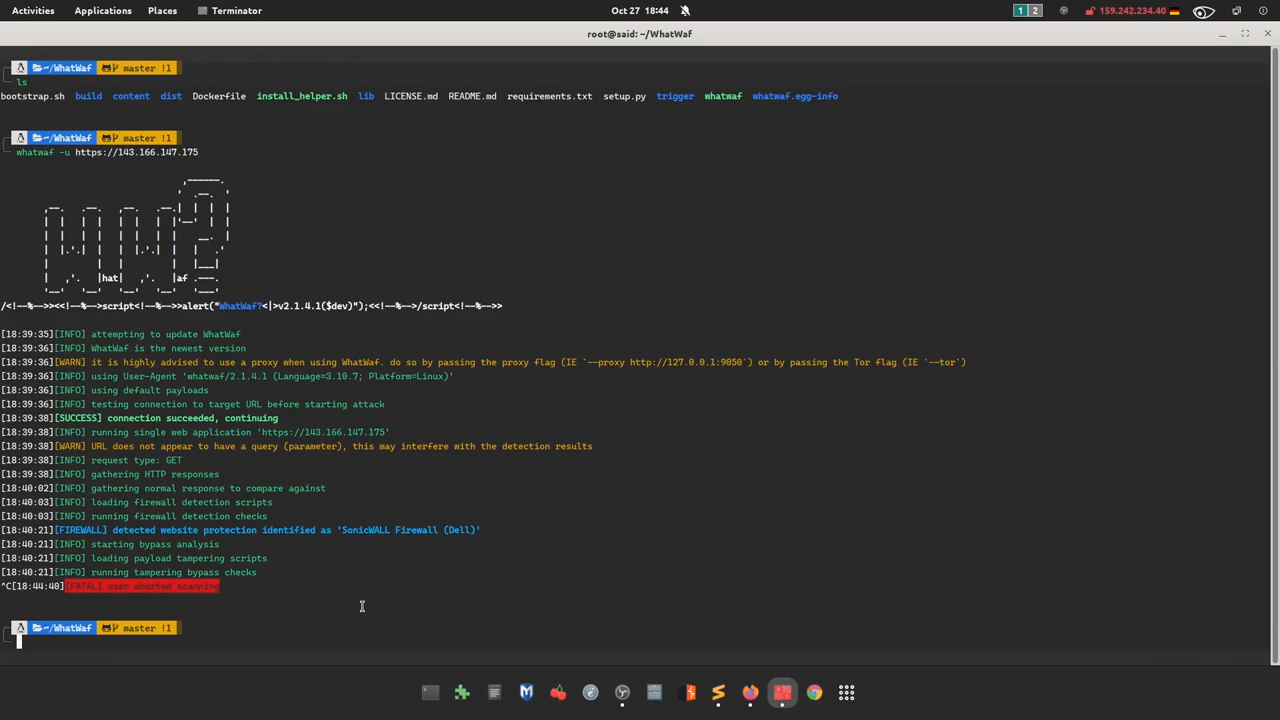 Activities Applications Places Terminator Oct 27 18:44 1 2 159.242.234.40
root@said: ~/WhatWaf
~/WhatWaf master !1
ls
bootstrap.sh build content dist Dockerfile install_helper.sh lib LICENSE.md README.md requirements.txt setup.py trigger whatwaf whatwaf.egg-info
~/WhatWaf master !1
whatwaf -u https://143.166.147.175
|hat| |af
/<!--%-->><<!--%-->script<!--%-->>alert("WhatWaf?<|>v2.1.4.1($dev)");<<!--%-->/script<!--%-->>
[18:39:35][INFO] attempting to update WhatWaf
[18:39:36][INFO] WhatWaf is the newest version
[18:39:36][WARN] it is highly advised to use a proxy when using WhatWaf. do so by passing the proxy flag (IE `--proxy http://127.0.0.1:9050`) or by passing the Tor flag (IE `--tor`)
[18:39:36][INFO] using User-Agent 'whatwaf/2.1.4.1 (Language=3.10.7; Platform=Linux)'
[18:39:36][INFO] using default payloads
[18:39:36][INFO] testing connection to target URL before starting attack
[18:39:38][SUCCESS] connection succeeded, continuing
[18:39:38][INFO] running single web application 'https://143.166.147.175'
[18:39:38][WARN] URL does not appear to have a query (parameter), this may interfere with the detection results
[18:39:38][INFO] request type: GET
[18:39:38][INFO] gathering HTTP responses
[18:40:02][INFO] gathering normal response to compare against
[18:40:03][INFO] loading firewall detection scripts
[18:40:03][INFO] running firewall detection checks
[18:40:21][FIREWALL] detected website protection identified as 'SonicWALL Firewall (Dell)'
[18:40:21][INFO] starting bypass analysis
[18:40:21][INFO] loading payload tampering scripts
[18:40:21][INFO] running tampering bypass checks
^C[18:44:40][FATAL] user aborted scanning
~/WhatWaf master !1